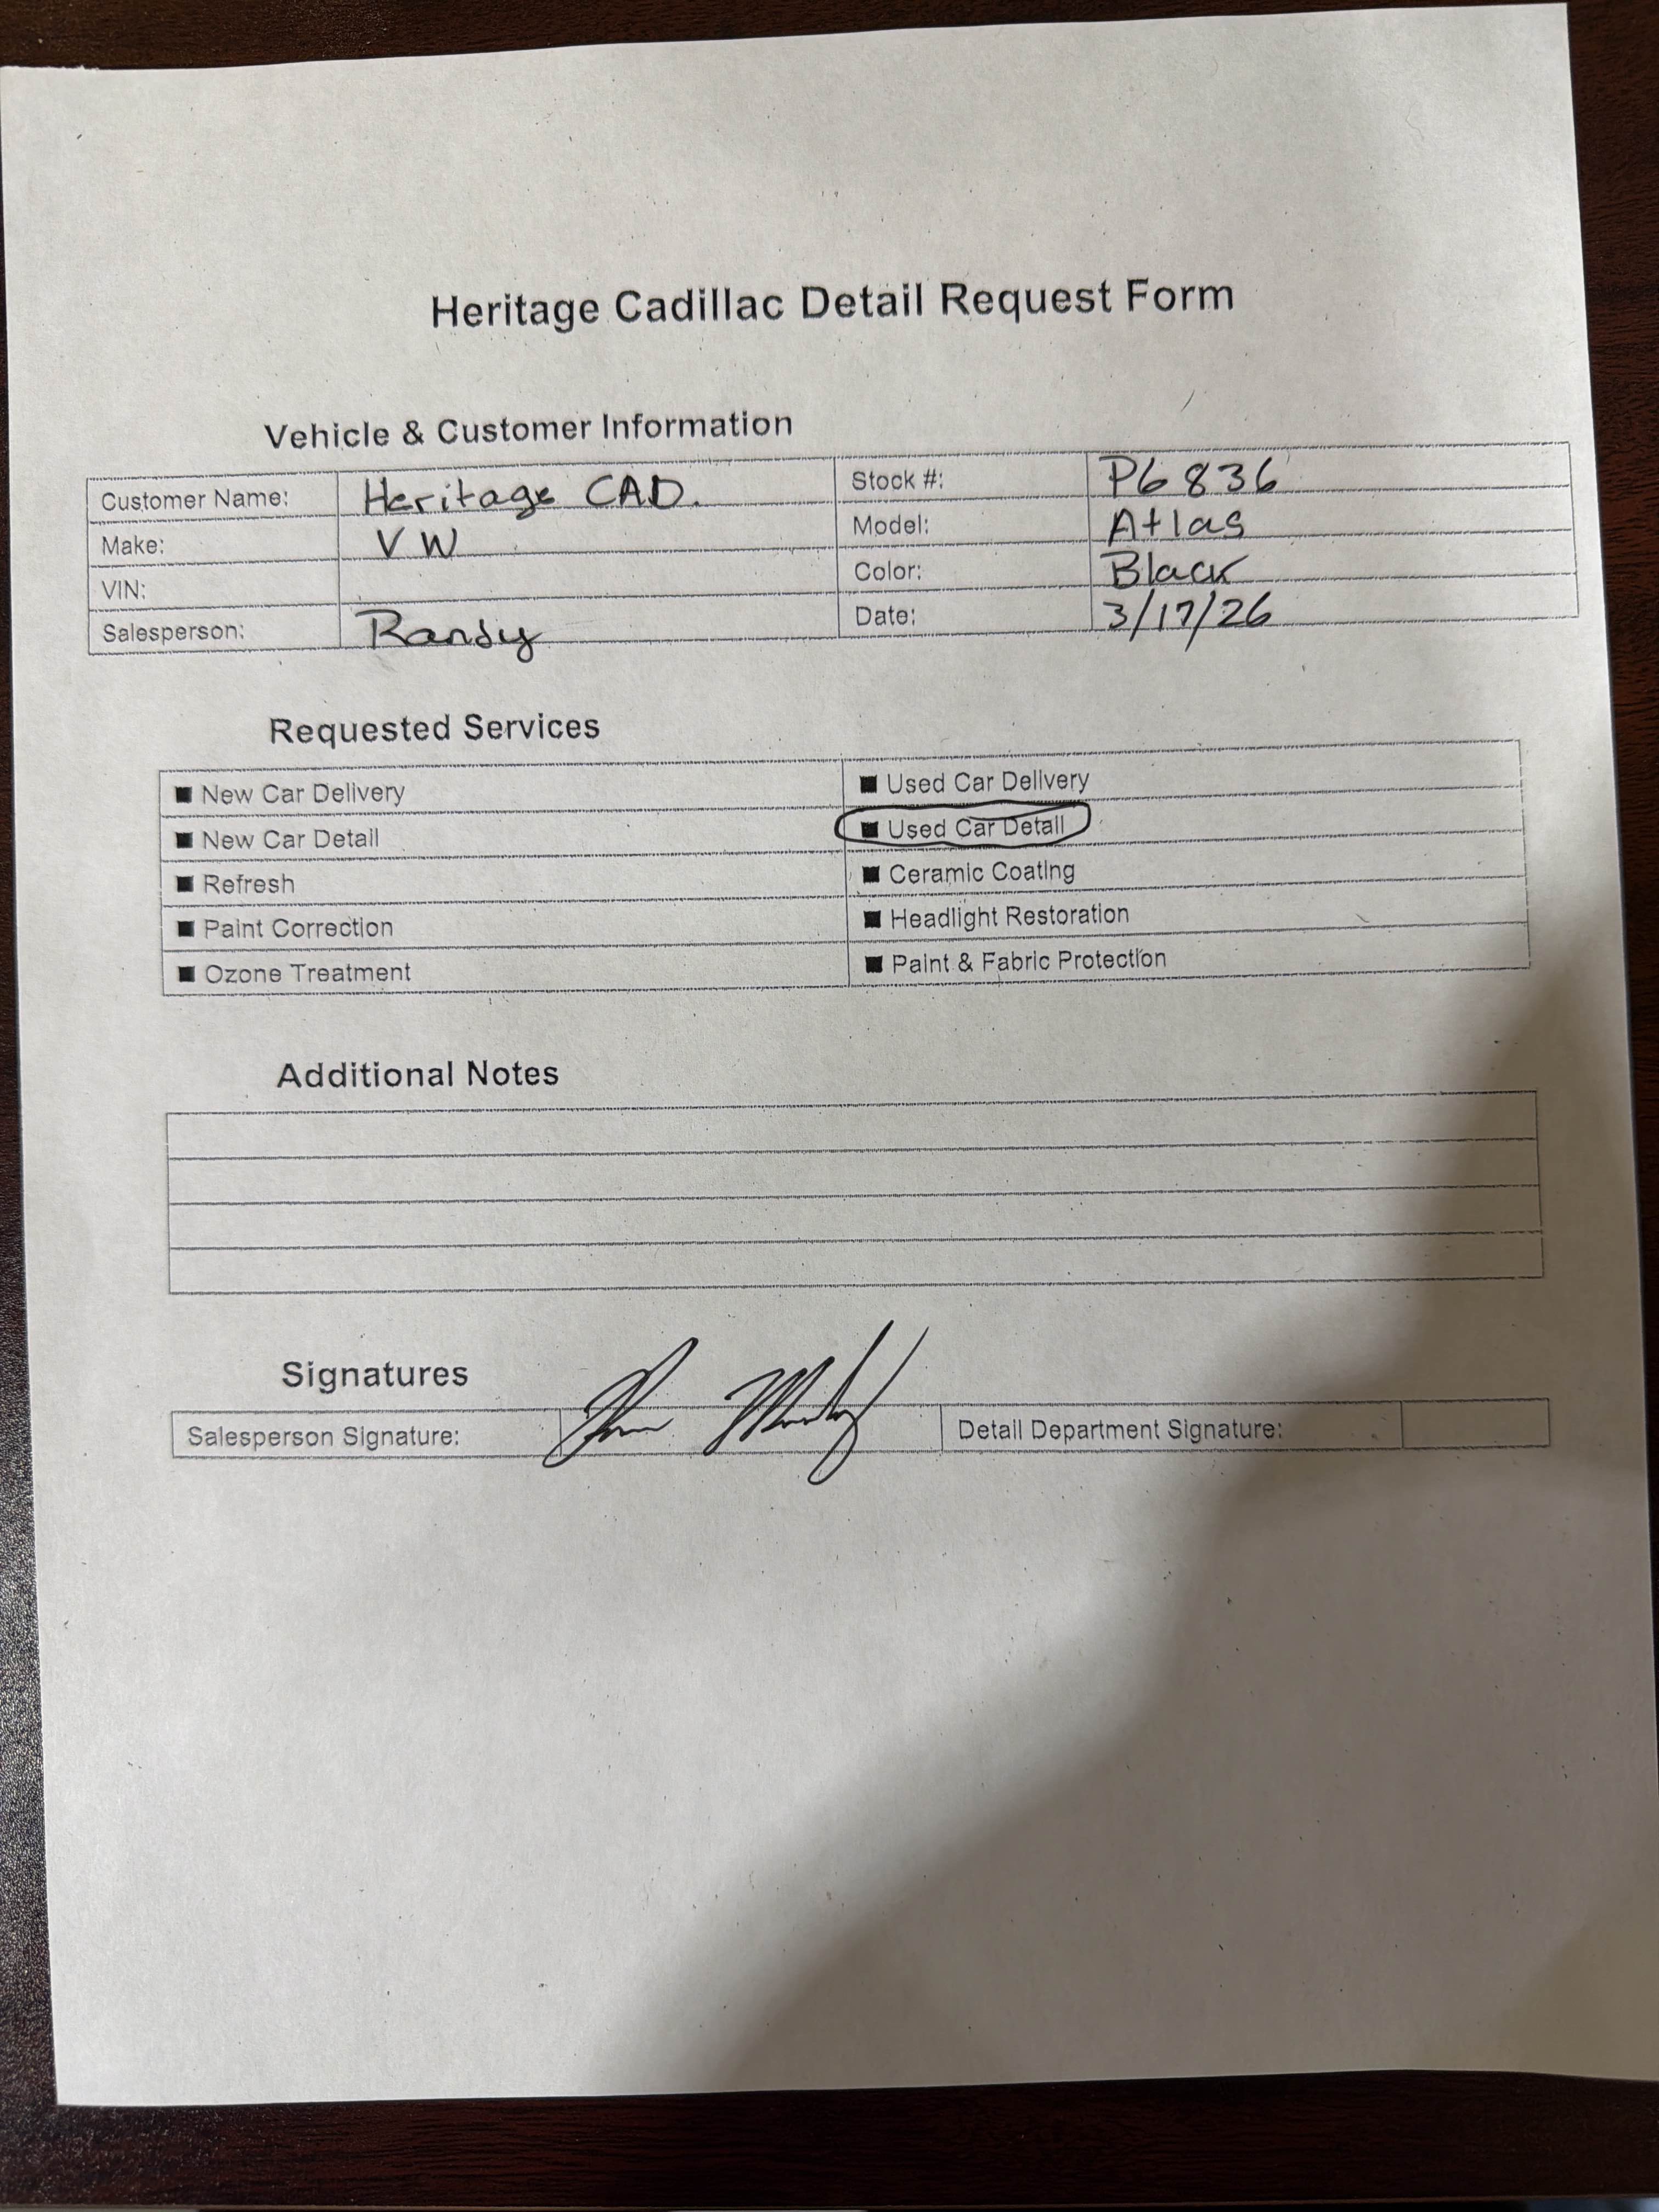 Heritage Cadillac Detail Request Form
Vehicle & Customer Information
Customer Name: Heritage CAD. Stock #: P6836
Make: VW Model: Atlas
VIN: Color: Black
Salesperson: Randy Date: 3/17/26
Requested Services
■ New Car Delivery ■ Used Car Delivery
■ New Car Detail ■ Used Car Detail
■ Refresh ■ Ceramic Coating
■ Paint Correction ■ Headlight Restoration
■ Ozone Treatment ■ Paint & Fabric Protection
Additional Notes
Signatures
Salesperson Signature: Detail Department Signature: